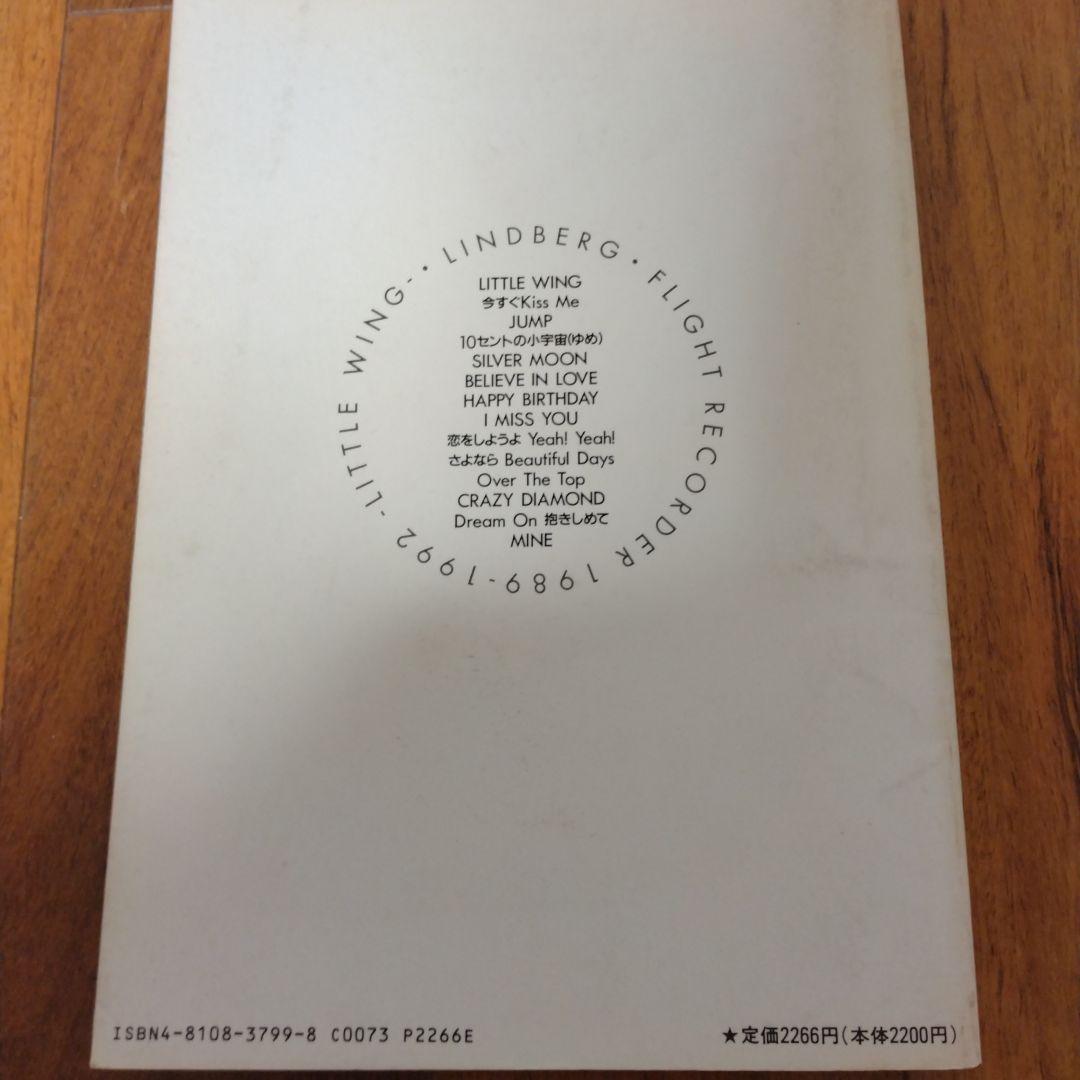 • LINDBERG • FLIGHT RECORDER 1989-1992 -LITTLE WING-
LITTLE WING
今すぐKiss Me
JUMP
10セントの小宇宙(ゆめ)
SILVER MOON
BELIEVE IN LOVE
HAPPY BIRTHDAY
I MISS YOU
恋をしようよ Yeah! Yeah!
さよなら Beautiful Days
Over The Top
CRAZY DIAMOND
Dream On 抱きしめて
MINE
ISBN4-8108-3799-8 C0073 P2266E
★定価2266円(本体2200円)